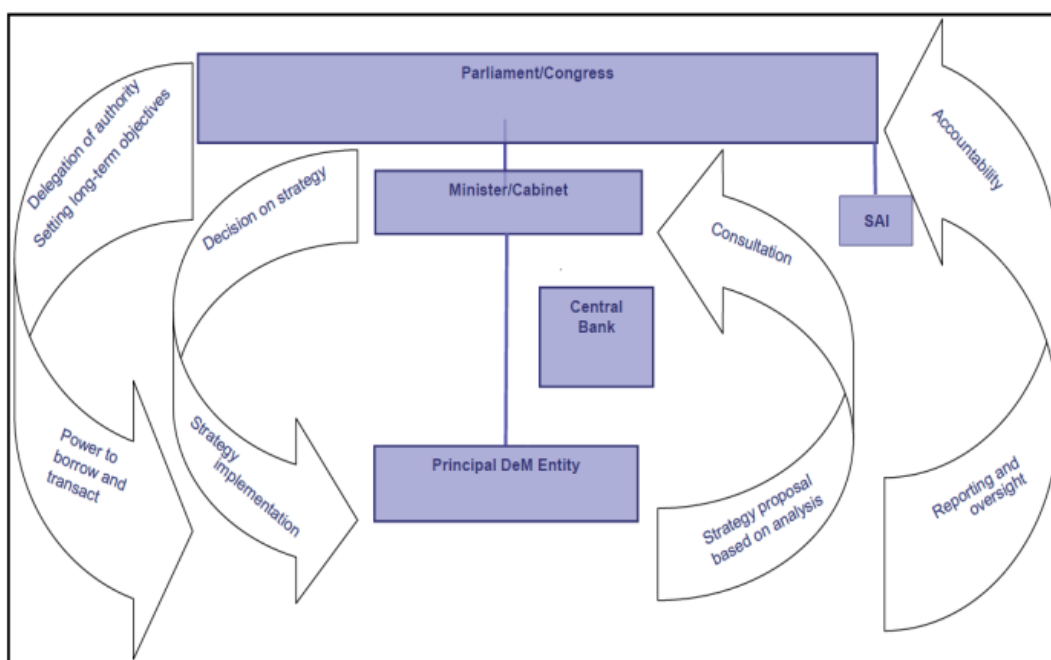 Parliament/Congress
Delegation of authority
Setting long-term objectives
Accountability
Minister/Cabinet
Decision on strategy
SAI
Consultation
Central
Bank
Power to
borrow and
transact
Strategy
implementation
Principal DeM Entity
Strategy proposal
based on analysis
Reporting and
oversight